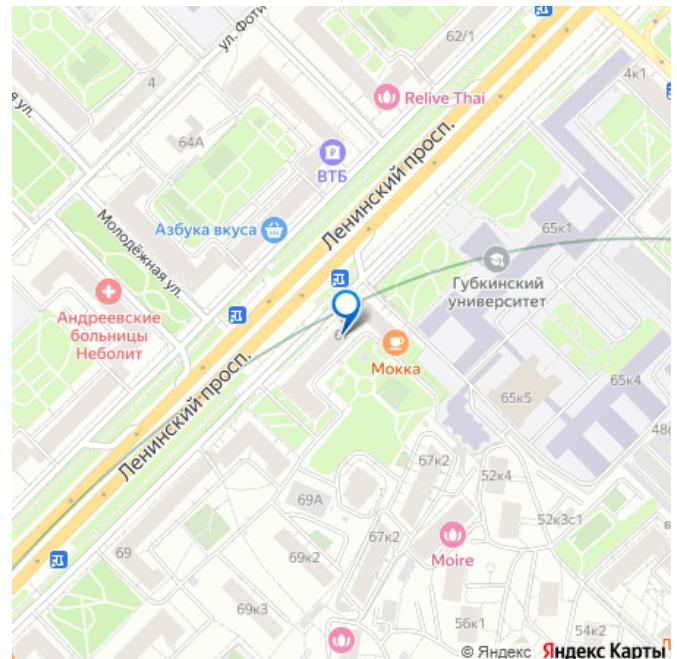 ул. Фоти
62/1
4
4к1
Relive Thai
я ул.
64А
ВТБ
Ленинский просп.
Азбука вкуса
65к1
Молодёжная ул.
Губкинский
университет
Андреевские
больницы
Неболит
Мокка
65к4
65к5
Ленинский просп.
48
67к2
52к4
69А
52к3с1
в
67к2
69
69к2
Moire
69к3
56к1
54к2
© Яндекс Яндекс Карты